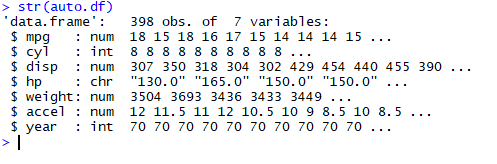 > str(auto.df)
'data.frame':   398 obs. of  7 variables:
 $ mpg   : num  18 15 18 16 17 15 14 14 14 15 ...
 $ cyl   : int  8 8 8 8 8 8 8 8 8 8 ...
 $ disp  : num  307 350 318 304 302 429 454 440 455 390 ...
 $ hp    : chr  "130.0" "165.0" "150.0" "150.0" ...
 $ weight: num  3504 3693 3436 3433 3449 ...
 $ accel : num  12 11.5 11 12 10.5 10 9 8.5 10 8.5 ...
 $ year  : int  70 70 70 70 70 70 70 70 70 70 ...
>